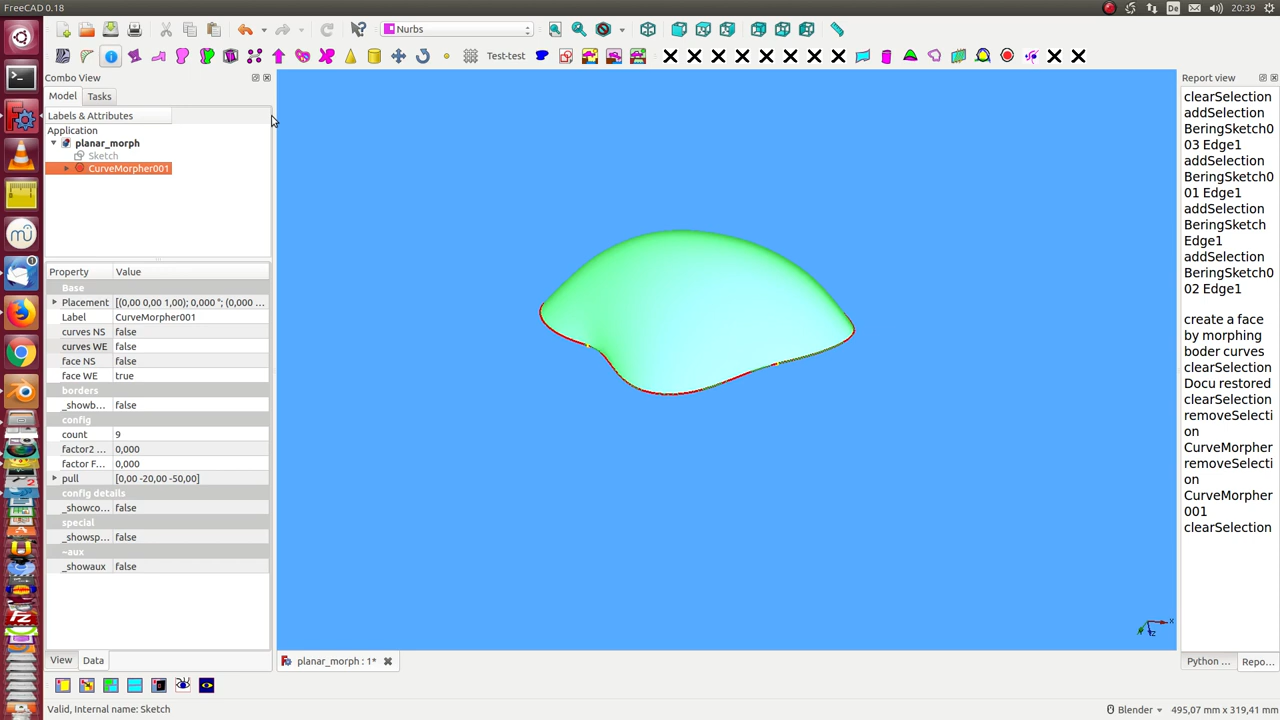 FreeCAD 0.18
De
20:39
Nurbs
Test-test
Combo View
Model
Tasks
Labels & Attributes
Application
planar_morph
Sketch
CurveMorpher001
Property
Value
Base
Placement
[(0,00 0,00 1,00); 0,000 °; (0,000 ...
Label
CurveMorpher001
curves NS
false
curves WE
false
face NS
false
face WE
true
borders
_showb...
false
config
count
9
factor2 ...
0,000
factor F...
0,000
pull
[0,00 -20,00 -50,00]
config details
_showco...
false
special
_showsp...
false
~aux
_showaux
false
View
Data
planar_morph : 1*
Valid, Internal name: Sketch
Report view
clearSelection
addSelection
BeringSketch0
03 Edge1
addSelection
BeringSketch0
01 Edge1
addSelection
BeringSketch
Edge1
addSelection
BeringSketch0
02 Edge1
create a face
by morphing
boder curves
clearSelection
Docu restored
clearSelection
removeSelecti
on
CurveMorpher
removeSelecti
on
CurveMorpher
001
clearSelection
Python ...
Repo...
Blender
495,07 mm x 319,41 mm
x
z